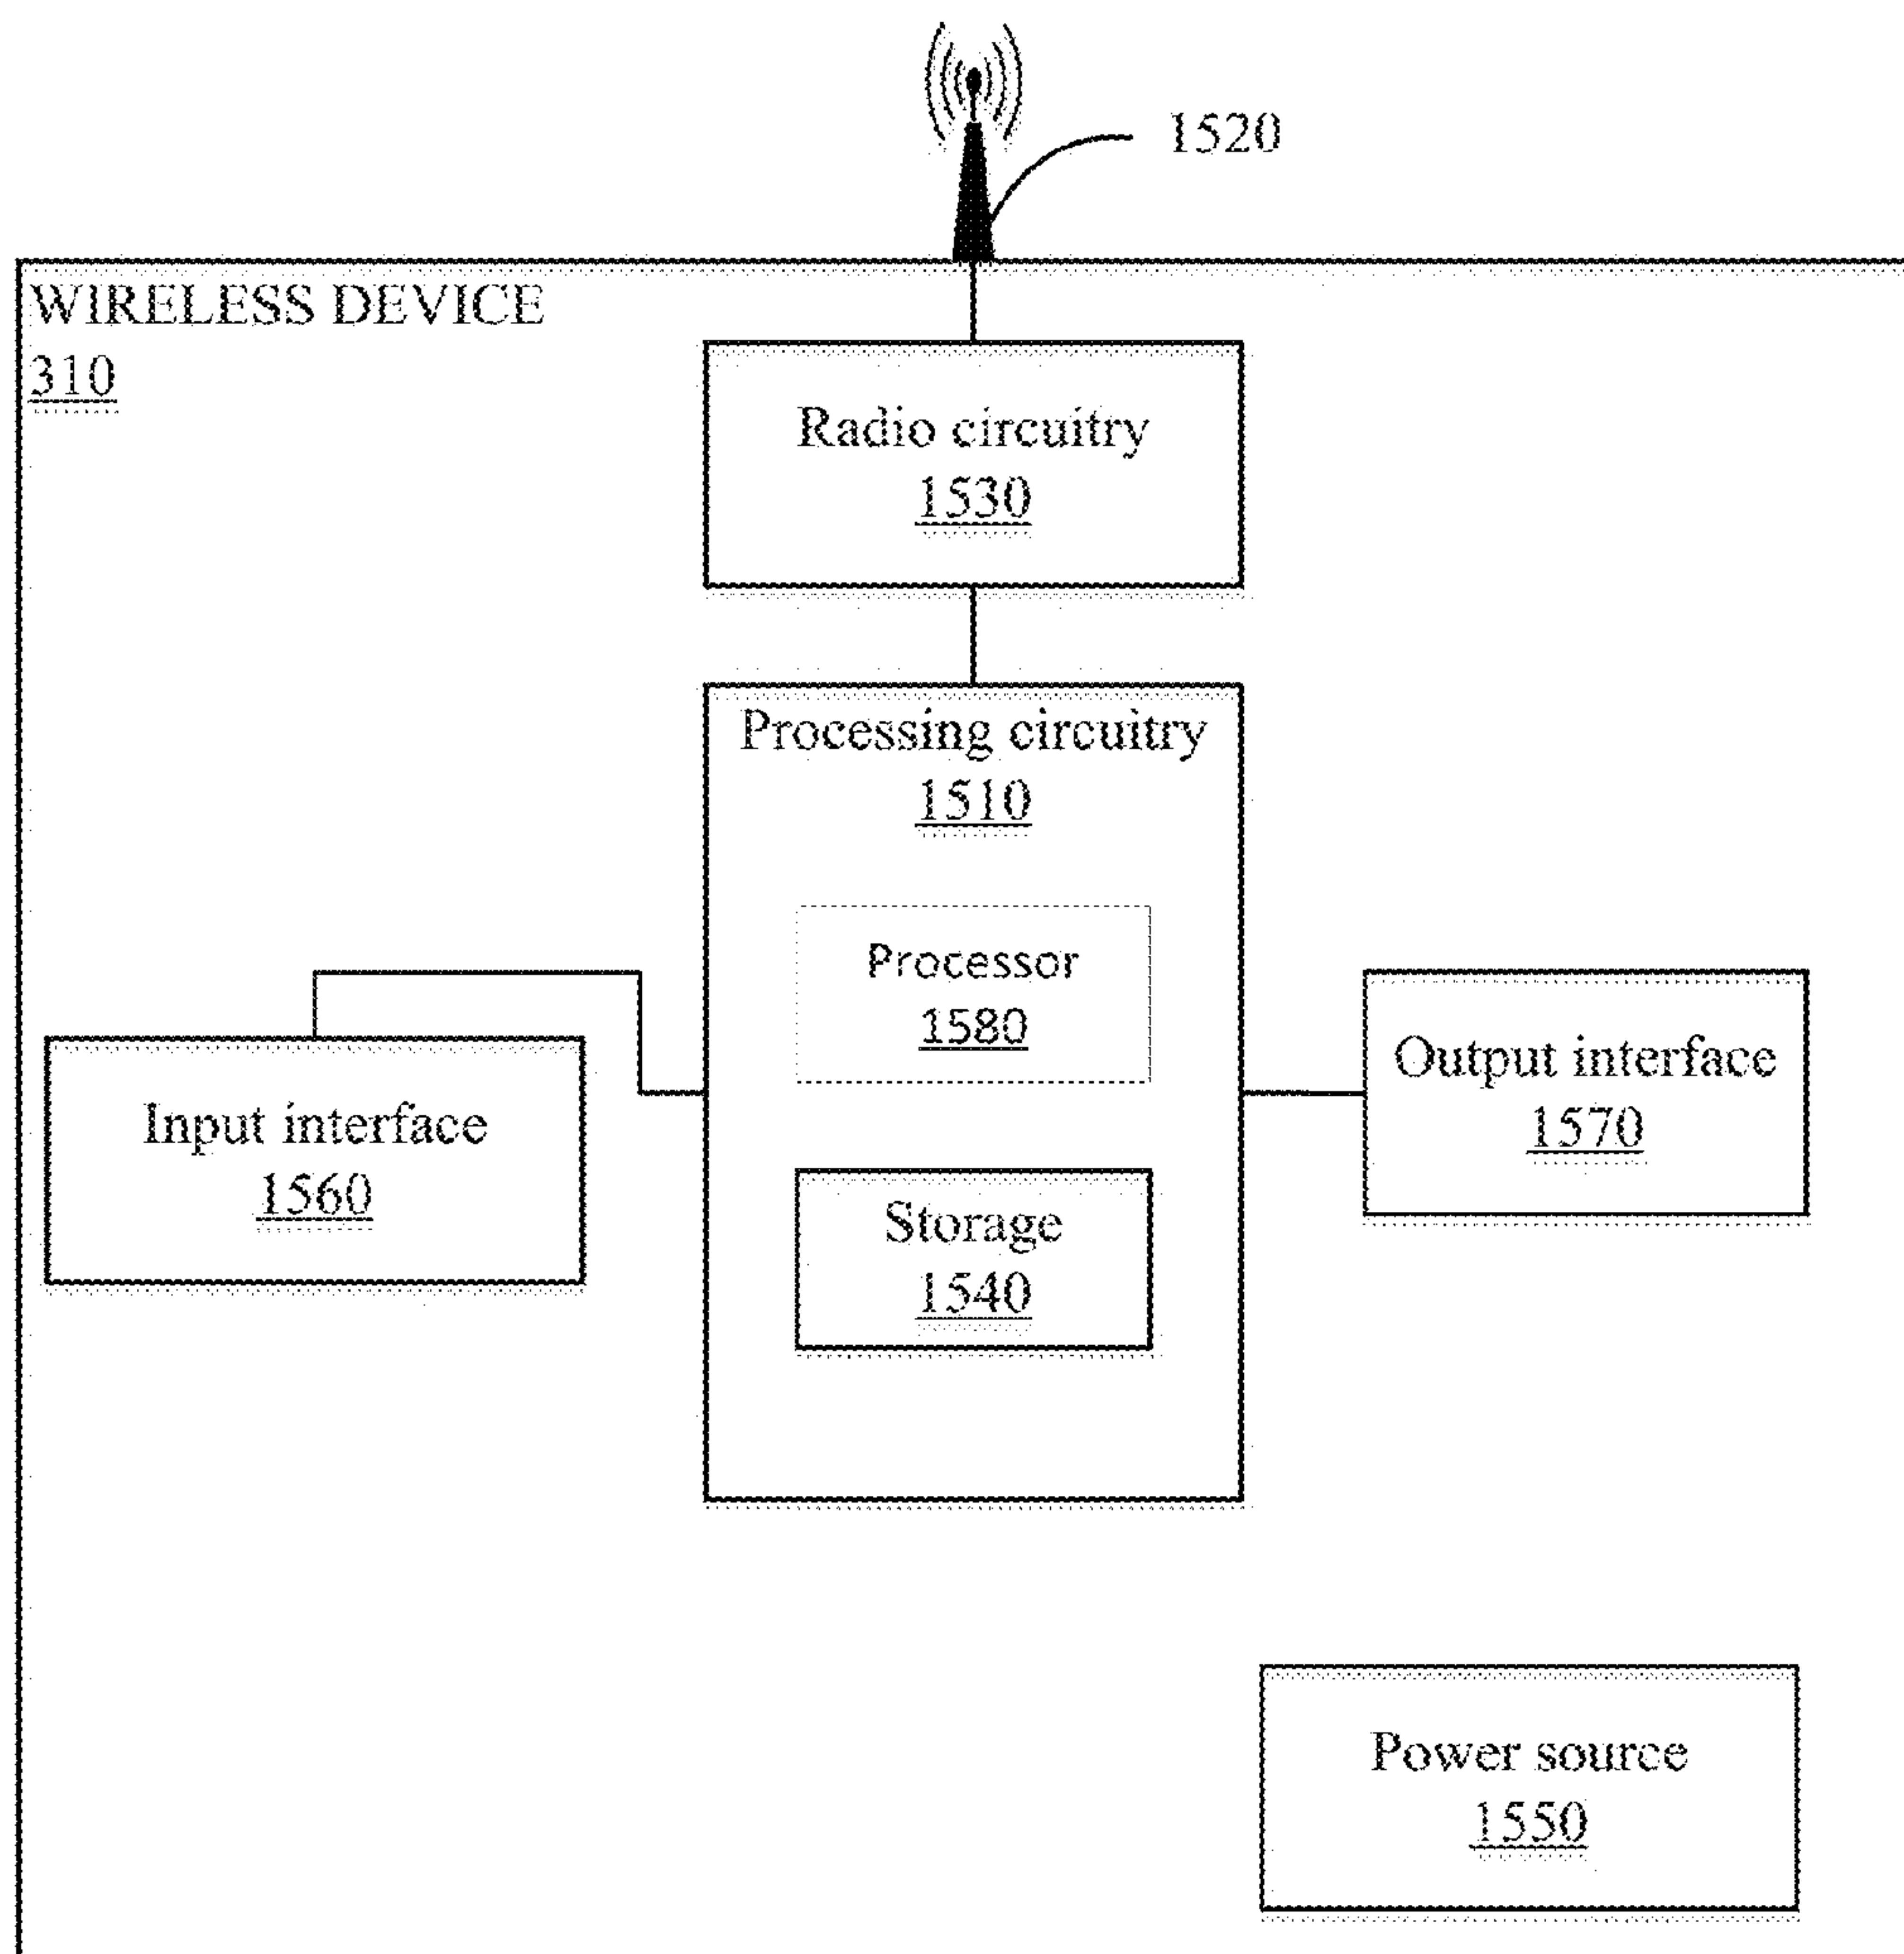 1520
WIRELESS DEVICE
310
Radio circuitry
1530
Processing circuitry
1510
Processor
1580
Input interface
1560
Output interface
1570
Storage
1540
Power source
1550